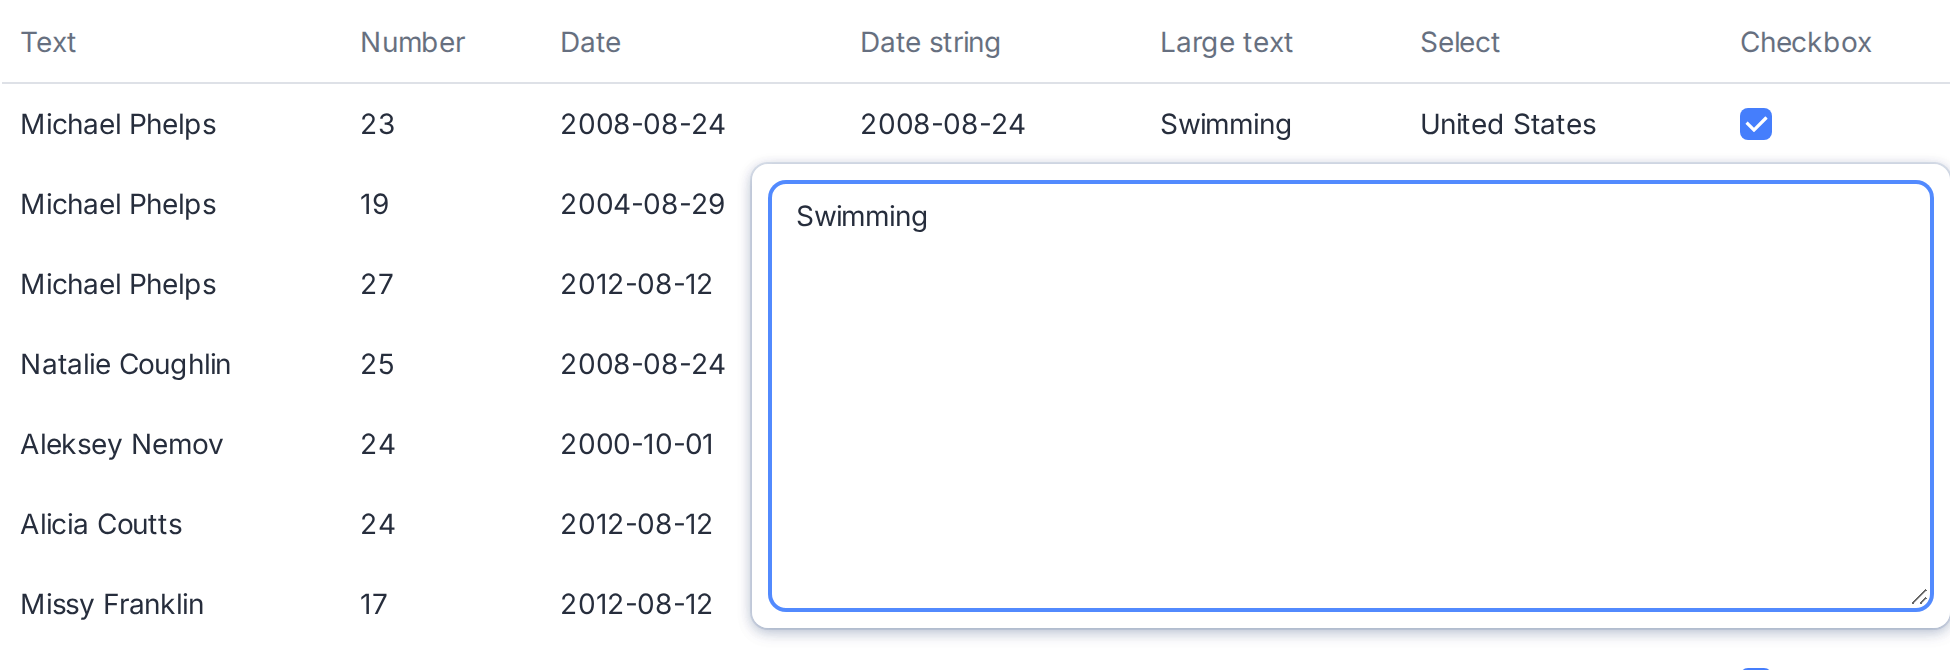 Text Number Date Date string Large text Select Checkbox
Michael Phelps 23 2008-08-24 2008-08-24 Swimming United States
Michael Phelps 19 2004-08-29
Swimming
Michael Phelps 27 2012-08-12
Natalie Coughlin 25 2008-08-24
Aleksey Nemov 24 2000-10-01
Alicia Coutts 24 2012-08-12
Missy Franklin 17 2012-08-12